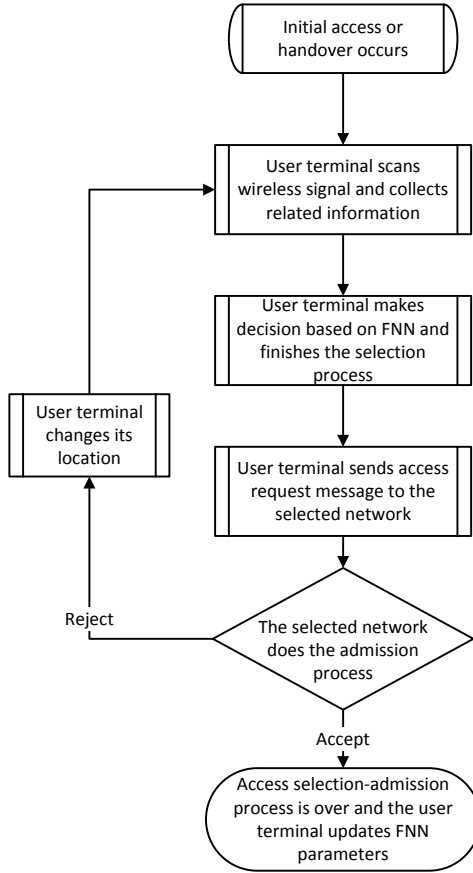 Initial access or
handover occurs
User terminal scans
wireless signal and collects
related information
User terminal makes
decision based on FNN and
finishes the selection
process
User terminal
changes its
location
User terminal sends access
request message to the
selected network
Reject
The selected network
does the admission
process
Accept
Access selection-admission
process is over and the user
terminal updates FNN
parameters